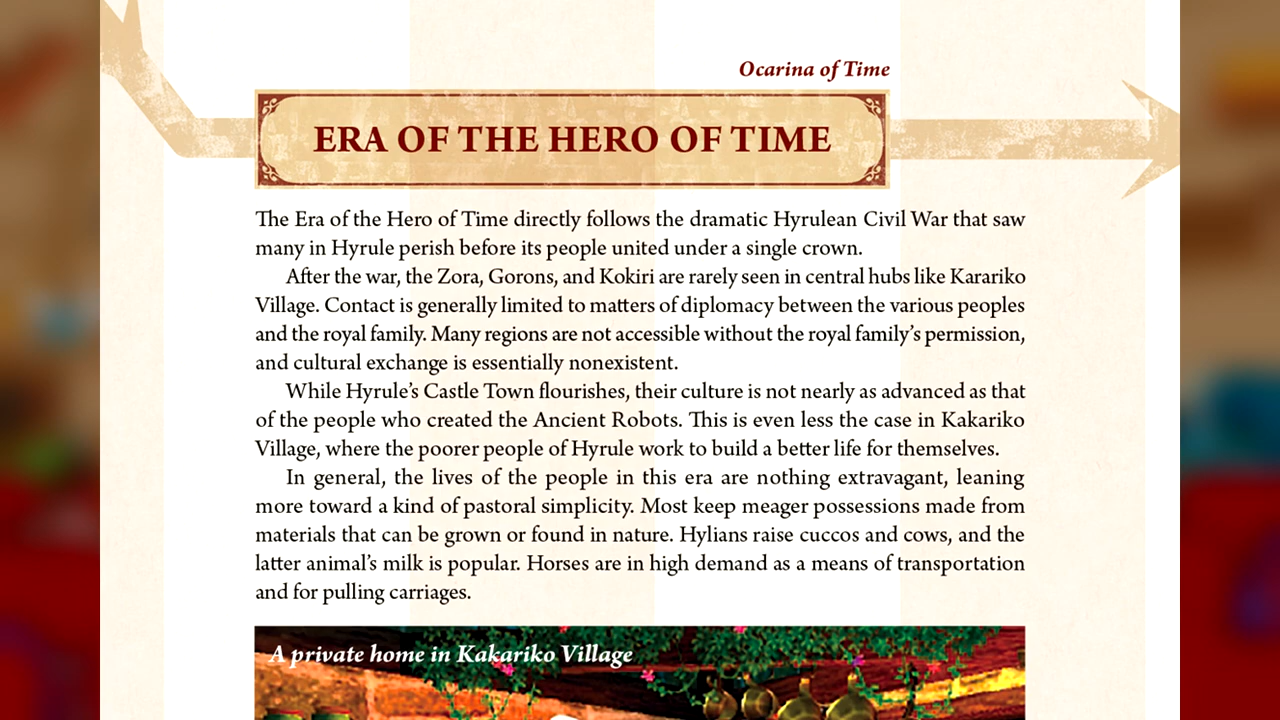 Ocarina of Time
ERA OF THE HERO OF TIME
The Era of the Hero of Time directly follows the dramatic Hyrulean Civil War that saw
many in Hyrule perish before its people united under a single crown.
After the war, the Zora, Gorons, and Kokiri are rarely seen in central hubs like Karariko
Village. Contact is generally limited to matters of diplomacy between the various peoples
and the royal family. Many regions are not accessible without the royal family's permission,
and cultural exchange is essentially nonexistent.
While Hyrule's Castle Town flourishes, their culture is not nearly as advanced as that
of the people who created the Ancient Robots. This is even less the case in Kakariko
Village, where the poorer people of Hyrule work to build a better life for themselves.
In general, the lives of the people in this era are nothing extravagant, leaning
more toward a kind of pastoral simplicity. Most keep meager possessions made from
materials that can be grown or found in nature. Hylians raise cuccos and cows, and the
latter animal's milk is popular. Horses are in high demand as a means of transportation
and for pulling carriages.
A private home in Kakariko Village